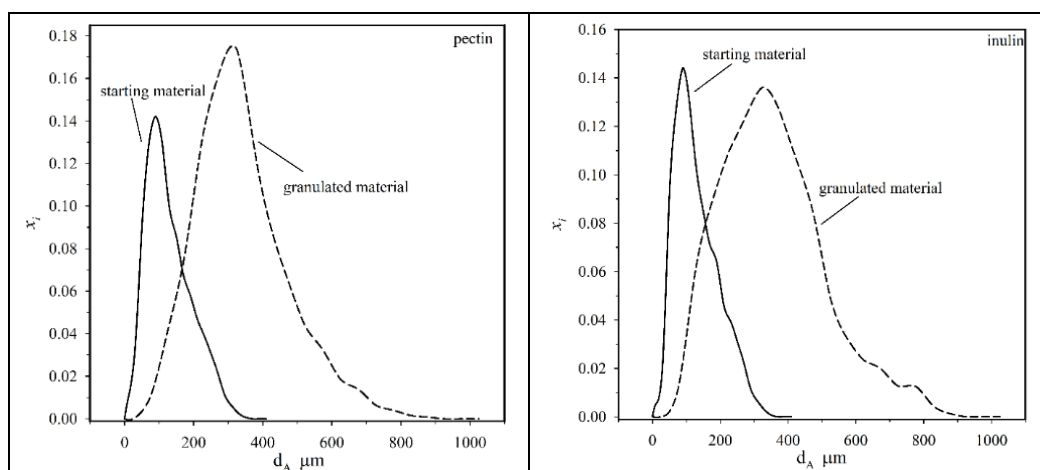 pectin
0.18
0.16
0.14
0.12
0.10
0.08
0.06
0.04
0.02
0.00
x_i
starting material
granulated material
0 200 400 600 800 1000
d_A μm
inulin
0.16
0.14
0.12
0.10
0.08
0.06
0.04
0.02
0.00
x_i
starting material
granulated material
0 200 400 600 800 1000
d_A μm